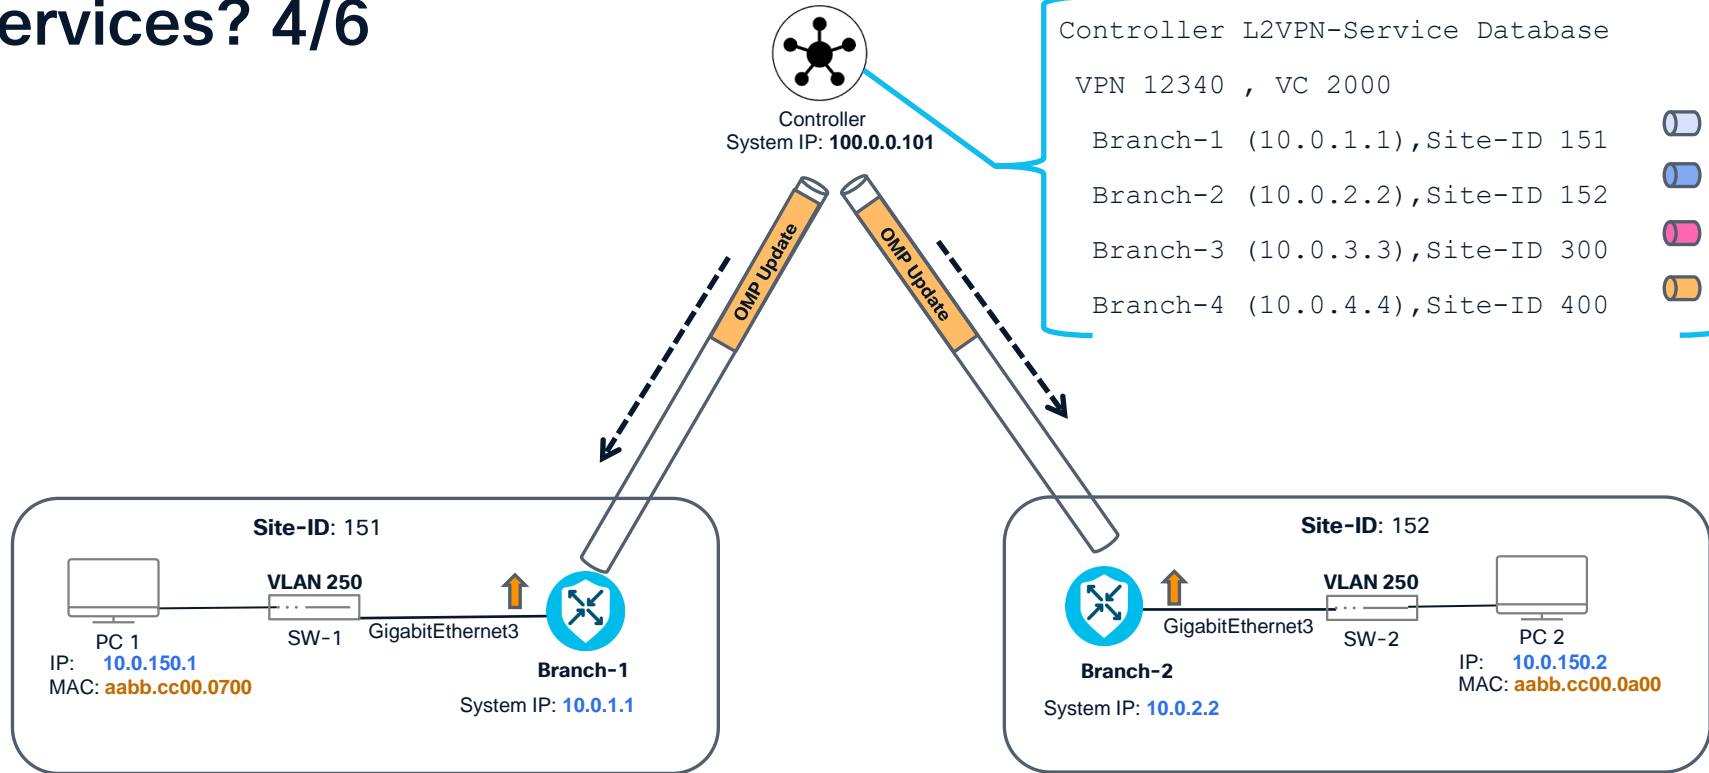 ervices? 4/6
Controller
System IP: 100.0.0.101
Controller L2VPN-Service Database
VPN 12340 , VC 2000
Branch-1 (10.0.1.1),Site-ID 151
Branch-2 (10.0.2.2),Site-ID 152
Branch-3 (10.0.3.3),Site-ID 300
Branch-4 (10.0.4.4),Site-ID 400
OMP Update
OMP Update
Site-ID: 151
VLAN 250
PC 1
SW-1
GigabitEthernet3
IP: 10.0.150.1
MAC: aabb.cc00.0700
Branch-1
System IP: 10.0.1.1
Site-ID: 152
VLAN 250
GigabitEthernet3
SW-2
PC 2
IP: 10.0.150.2
MAC: aabb.cc00.0a00
Branch-2
System IP: 10.0.2.2